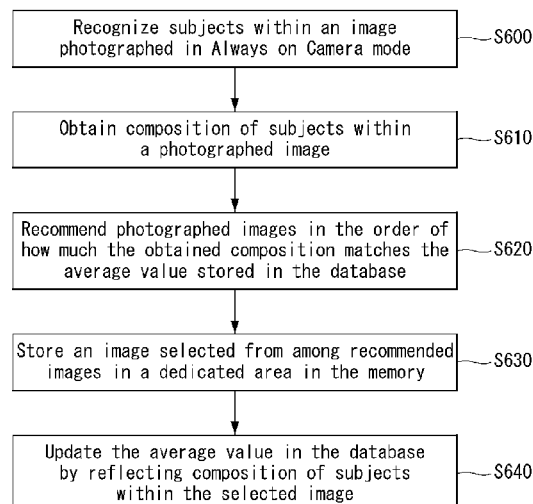 Recognize subjects within an image
photographed in Always on Camera mode
S600
Obtain composition of subjects within
a photographed image
S610
Recommend photographed images in the order of
how much the obtained composition matches the
average value stored in the database
S620
Store an image selected from among recommended
images in a dedicated area in the memory
S630
Update the average value in the database
by reflecting composition of subjects
within the selected image
S640